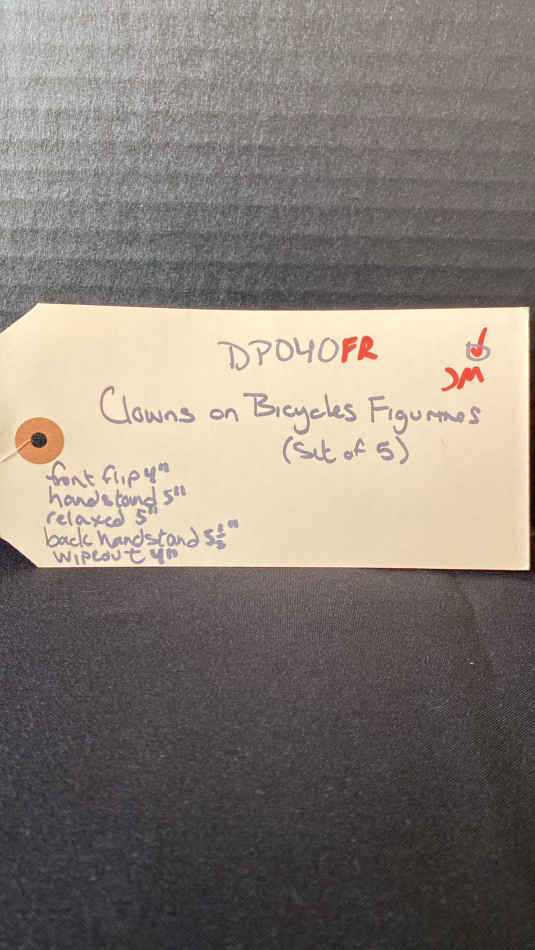 DP040FR
JM
Clowns on Bicycles Figurines
(Set of 5)
front flip 4"
handstand 5"
relaxed 5"
back handstand 5½"
wipeout 4"